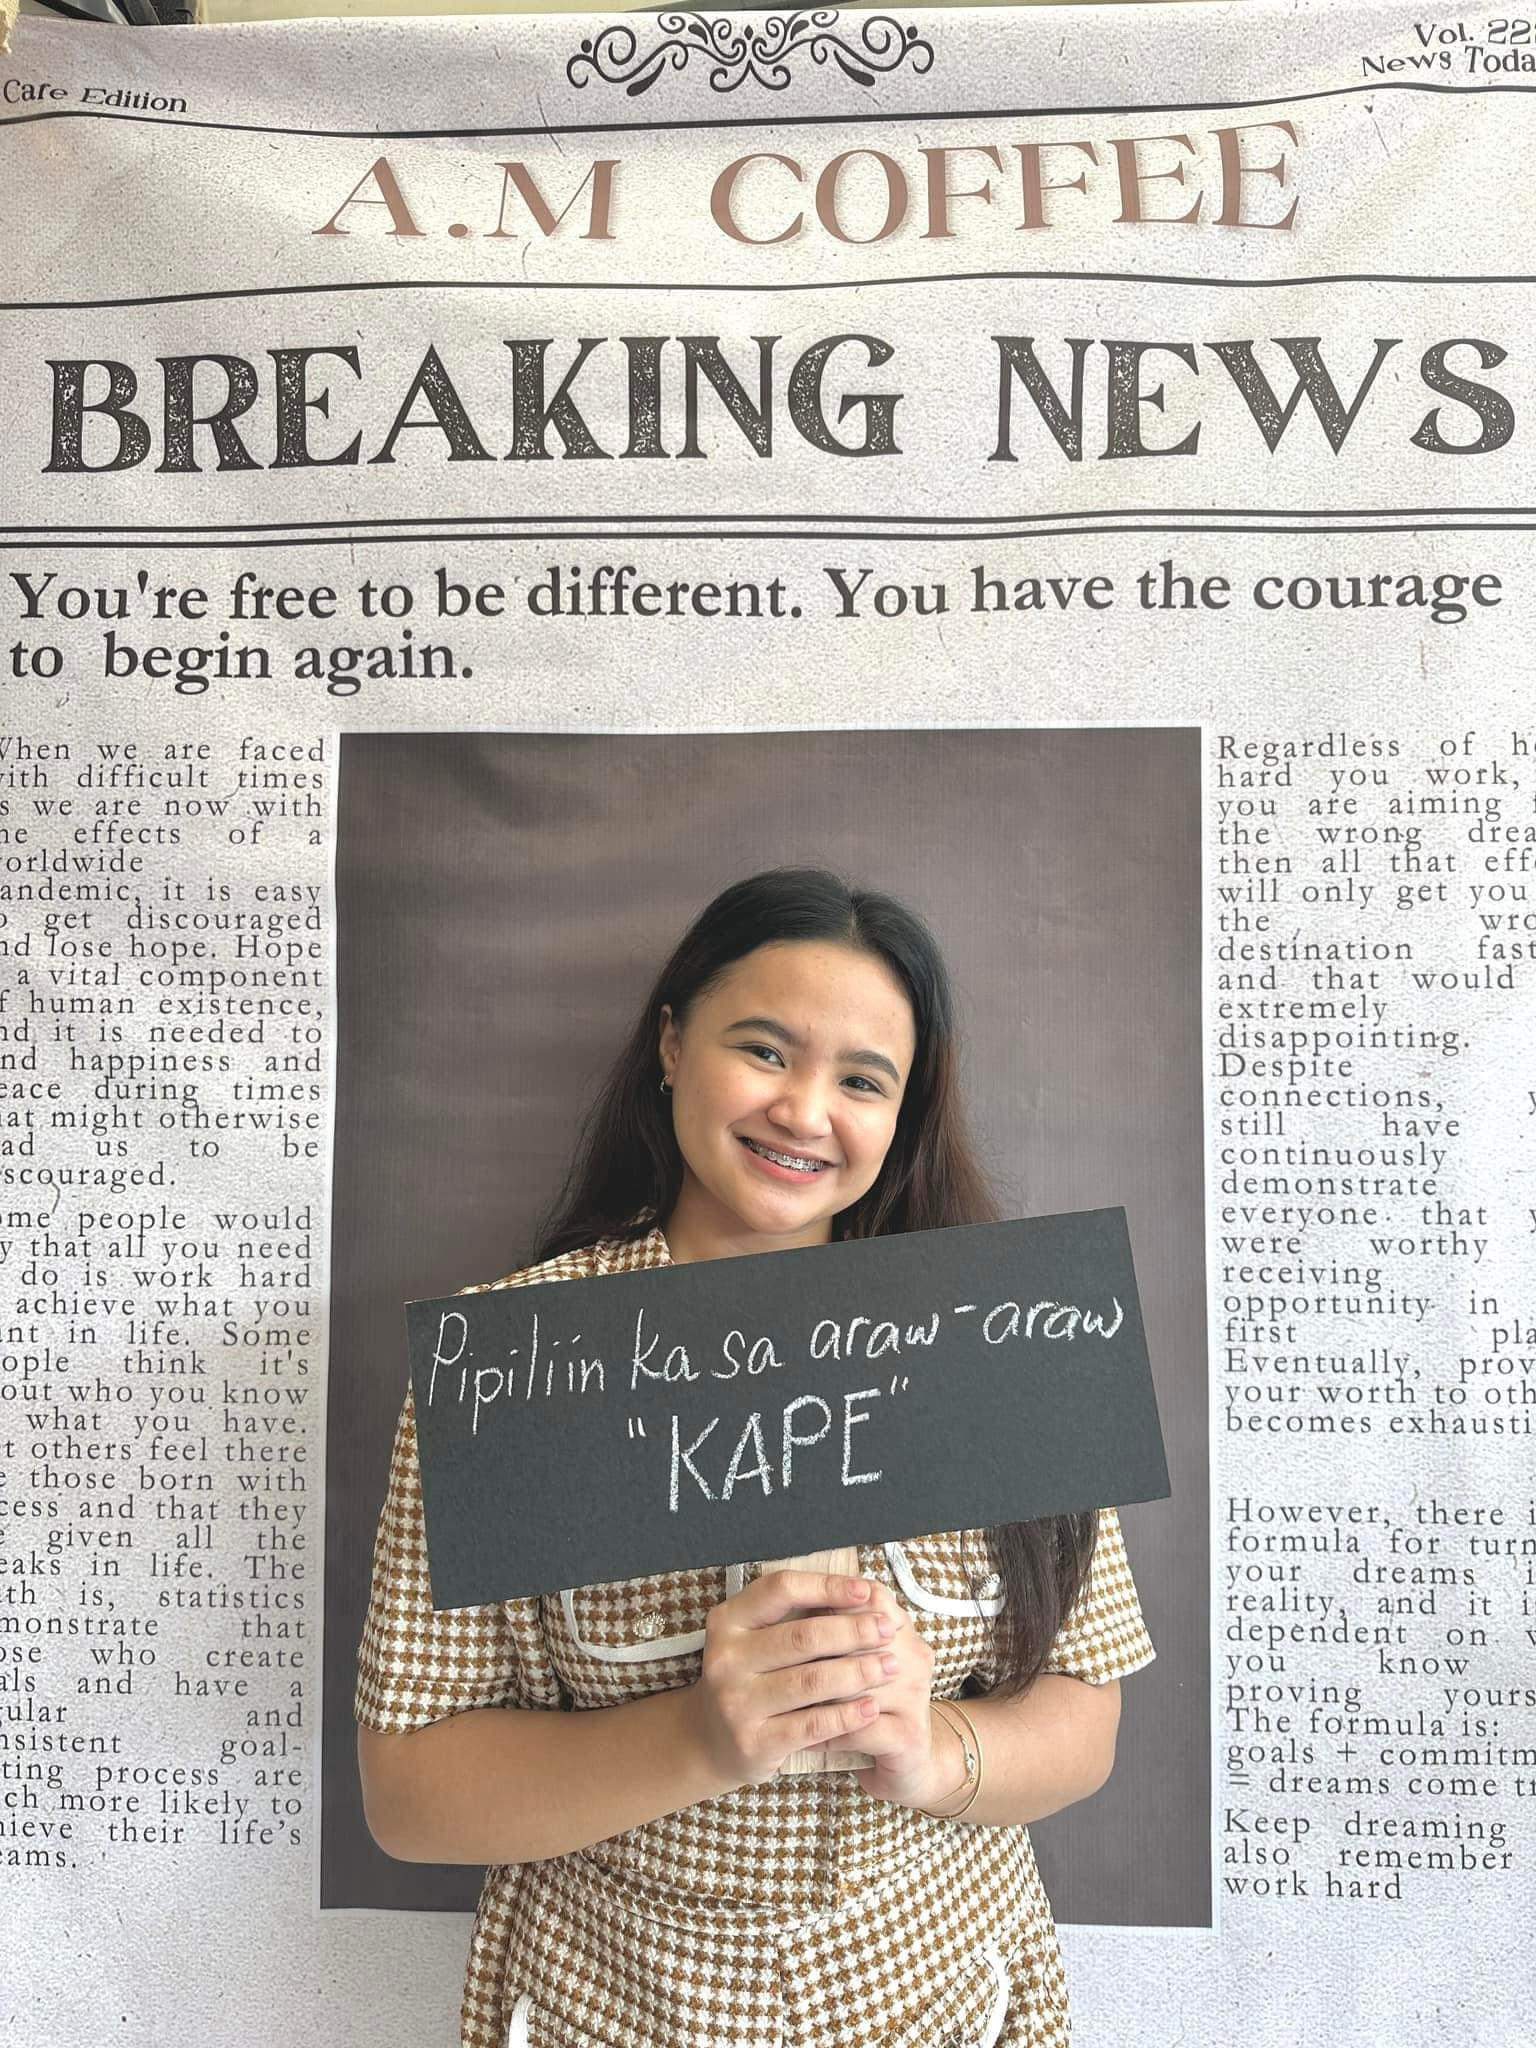 Cafe Edition
Vol. 22
News Toda
A.M COFFEE
BREAKING NEWS
You're free to be different. You have the courage
to begin again.
When we are faced
with difficult times
s we are now with
he effects of a
orldwide
andemic, it is easy
o get discouraged
nd lose hope. Hope
a vital component
f human existence,
nd it is needed to
nd happiness and
eace during times
hat might otherwise
ad us to be
scouraged.
me people would
y that all you need
do is work hard
achieve what you
nt in life. Some
ople think it's
out who you know
what you have.
t others feel there
e those born with
cess and that they
e given all the
eaks in life. The
th is, statistics
monstrate that
ose who create
als and have a
gular and
nsistent goal-
ting process are
ch more likely to
hieve their life's
eams.
Pipiliin ka sa araw-araw
"KAPE"
Regardless of h
hard you work,
you are aiming
the wrong drea
then all that eff
will only get you
the wro
destination fast
and that would
extremely
disappointing.
Despite
connections, y
still have
continuously
demonstrate
everyone that y
were worthy
receiving
opportunity in
first pla
Eventually, prov
your worth to oth
becomes exhausti
However, there i
formula for turn
your dreams i
reality, and it i
dependent on w
you know
proving yours
The formula is:
goals + commitm
= dreams come t
Keep dreaming
also remember
work hard